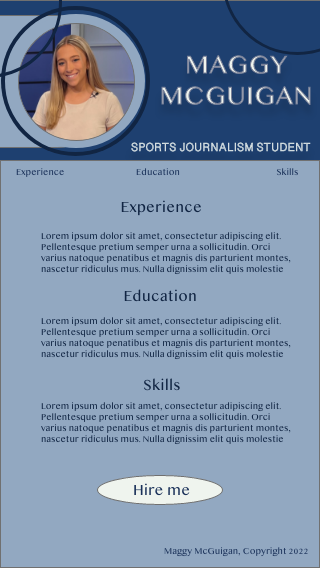 MAGGY
MCGUIGAN
SPORTS JOURNALISM STUDENT
Experience Education Skills
Experience
Lorem ipsum dolor sit amet, consectetur adipiscing elit.
Pellentesque pretium semper urna a sollicitudin. Orci
varius natoque penatibus et magnis dis parturient montes,
nascetur ridiculus mus. Nulla dignissim elit quis molestie
Education
Lorem ipsum dolor sit amet, consectetur adipiscing elit.
Pellentesque pretium semper urna a sollicitudin. Orci
varius natoque penatibus et magnis dis parturient montes,
nascetur ridiculus mus. Nulla dignissim elit quis molestie
Skills
Lorem ipsum dolor sit amet, consectetur adipiscing elit.
Pellentesque pretium semper urna a sollicitudin. Orci
varius natoque penatibus et magnis dis parturient montes,
nascetur ridiculus mus. Nulla dignissim elit quis molestie
Hire me
Maggy McGuigan, Copyright 2022